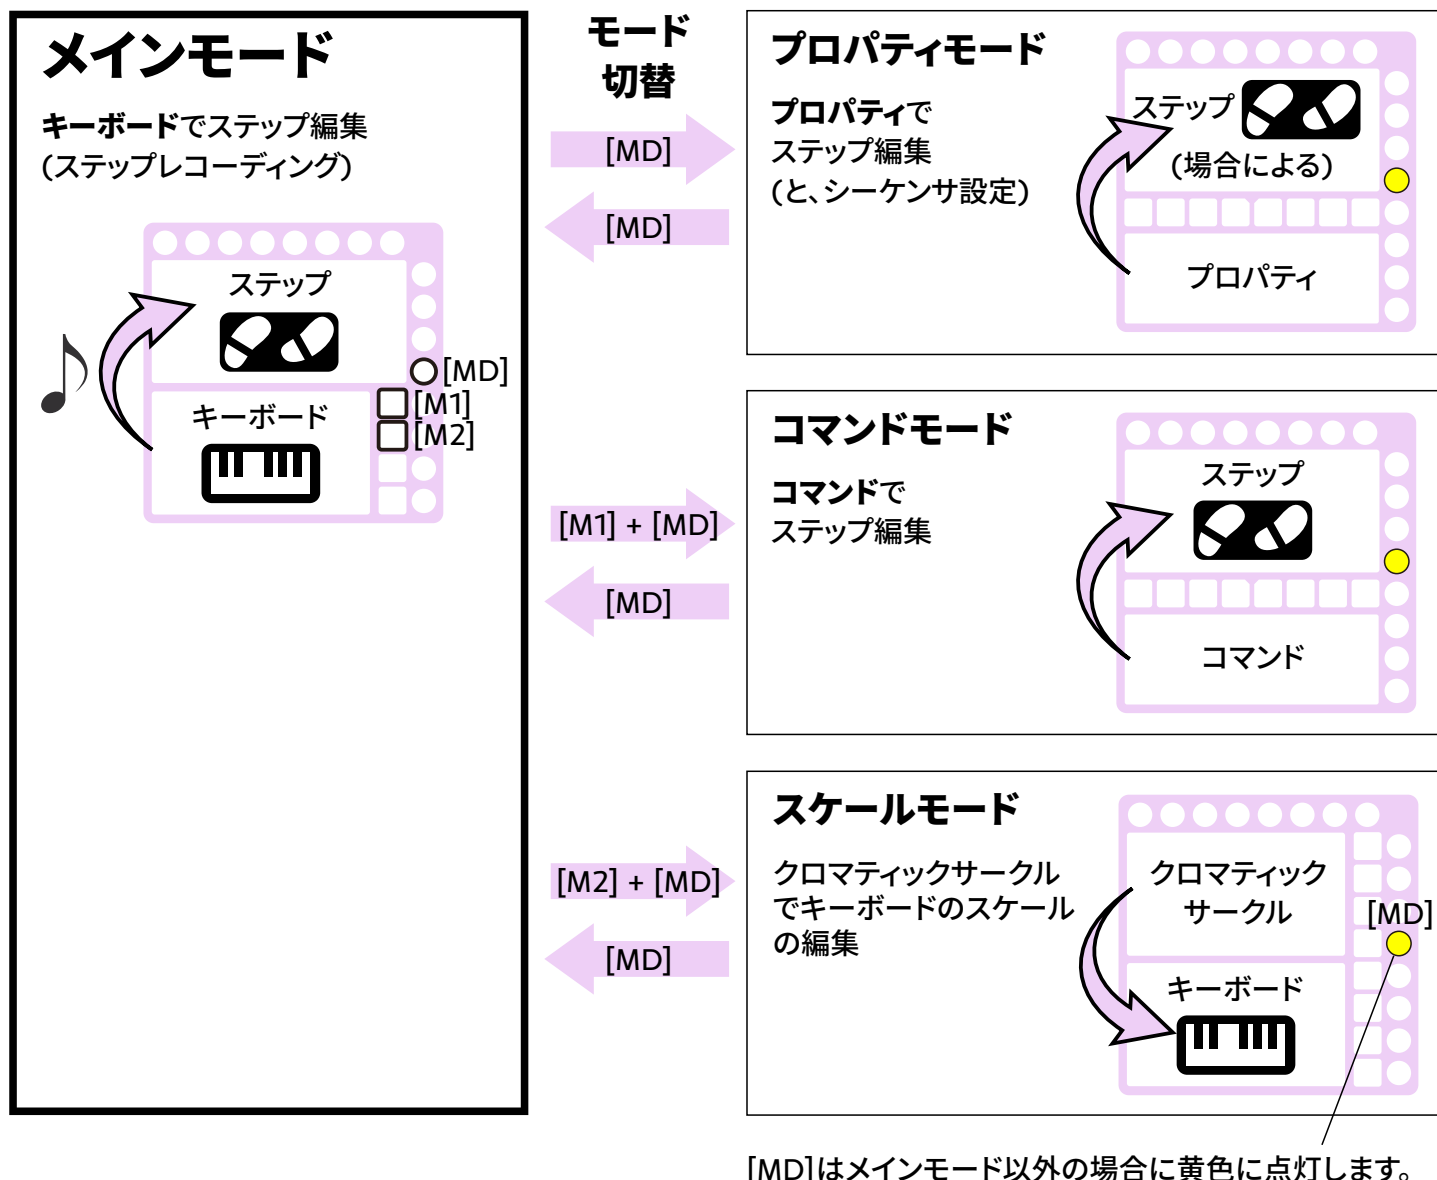 メインモード
キーボードでステップ編集
(ステップレコーディング)
ステップ
キーボード
[MD]
[M1]
[M2]
モード
切替
[MD]
[MD]
[M1] + [MD]
[MD]
[M2] + [MD]
[MD]
プロパティモード
プロパティで
ステップ編集
(と、シーケンサ設定)
ステップ
(場合による)
プロパティ
コマンドモード
コマンドで
ステップ編集
ステップ
コマンド
スケールモード
クロマティックサークル
でキーボードのスケール
の編集
クロマティック
サークル
[MD]
キーボード
[MD]はメインモード以外の場合に黄色に点灯します。